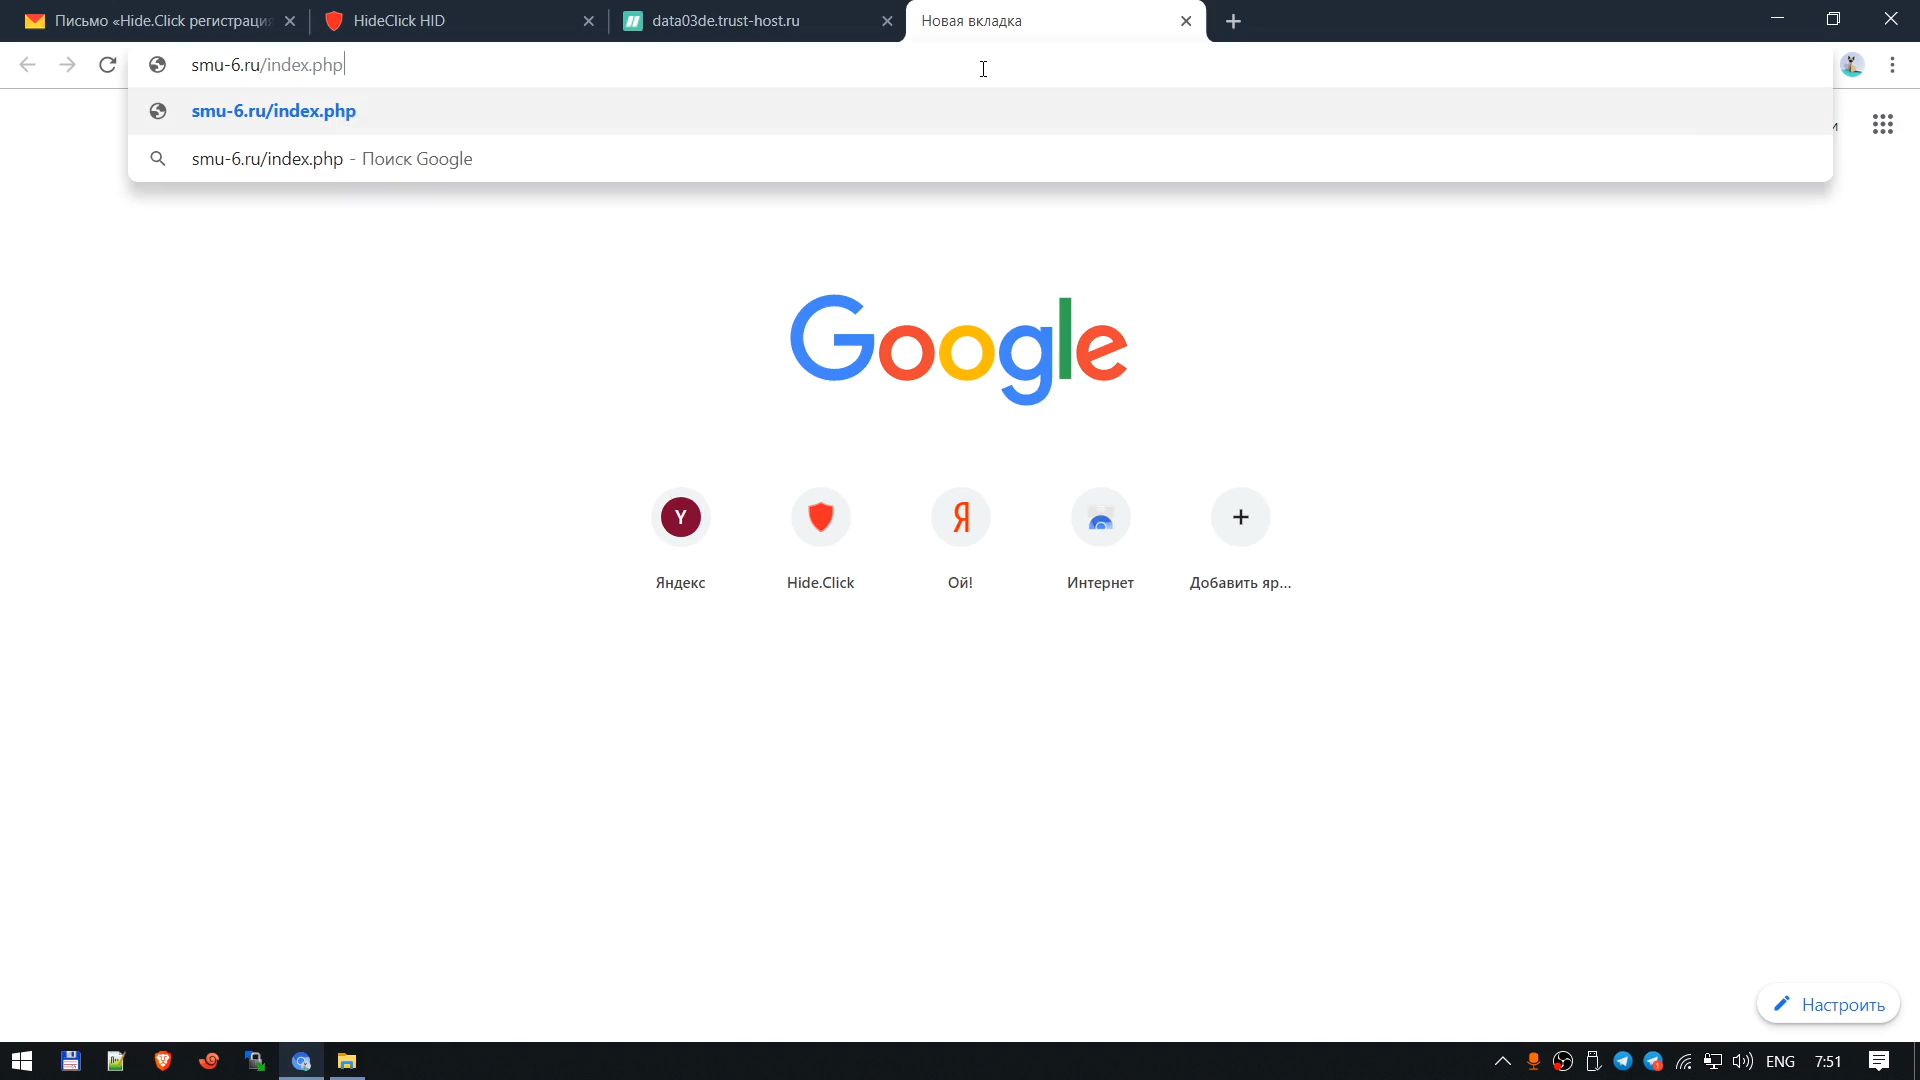 Письмо «Hide.Click регистрация
HideClick HID
data03de.trust-host.ru
Новая вкладка
smu-6.ru/index.php
smu-6.ru/index.php
smu-6.ru/index.php - Поиск Google
Google
Y
Я
Яндекс
Hide.Click
Ой!
Интернет
Добавить яр...
Настроить
ENG
7:51